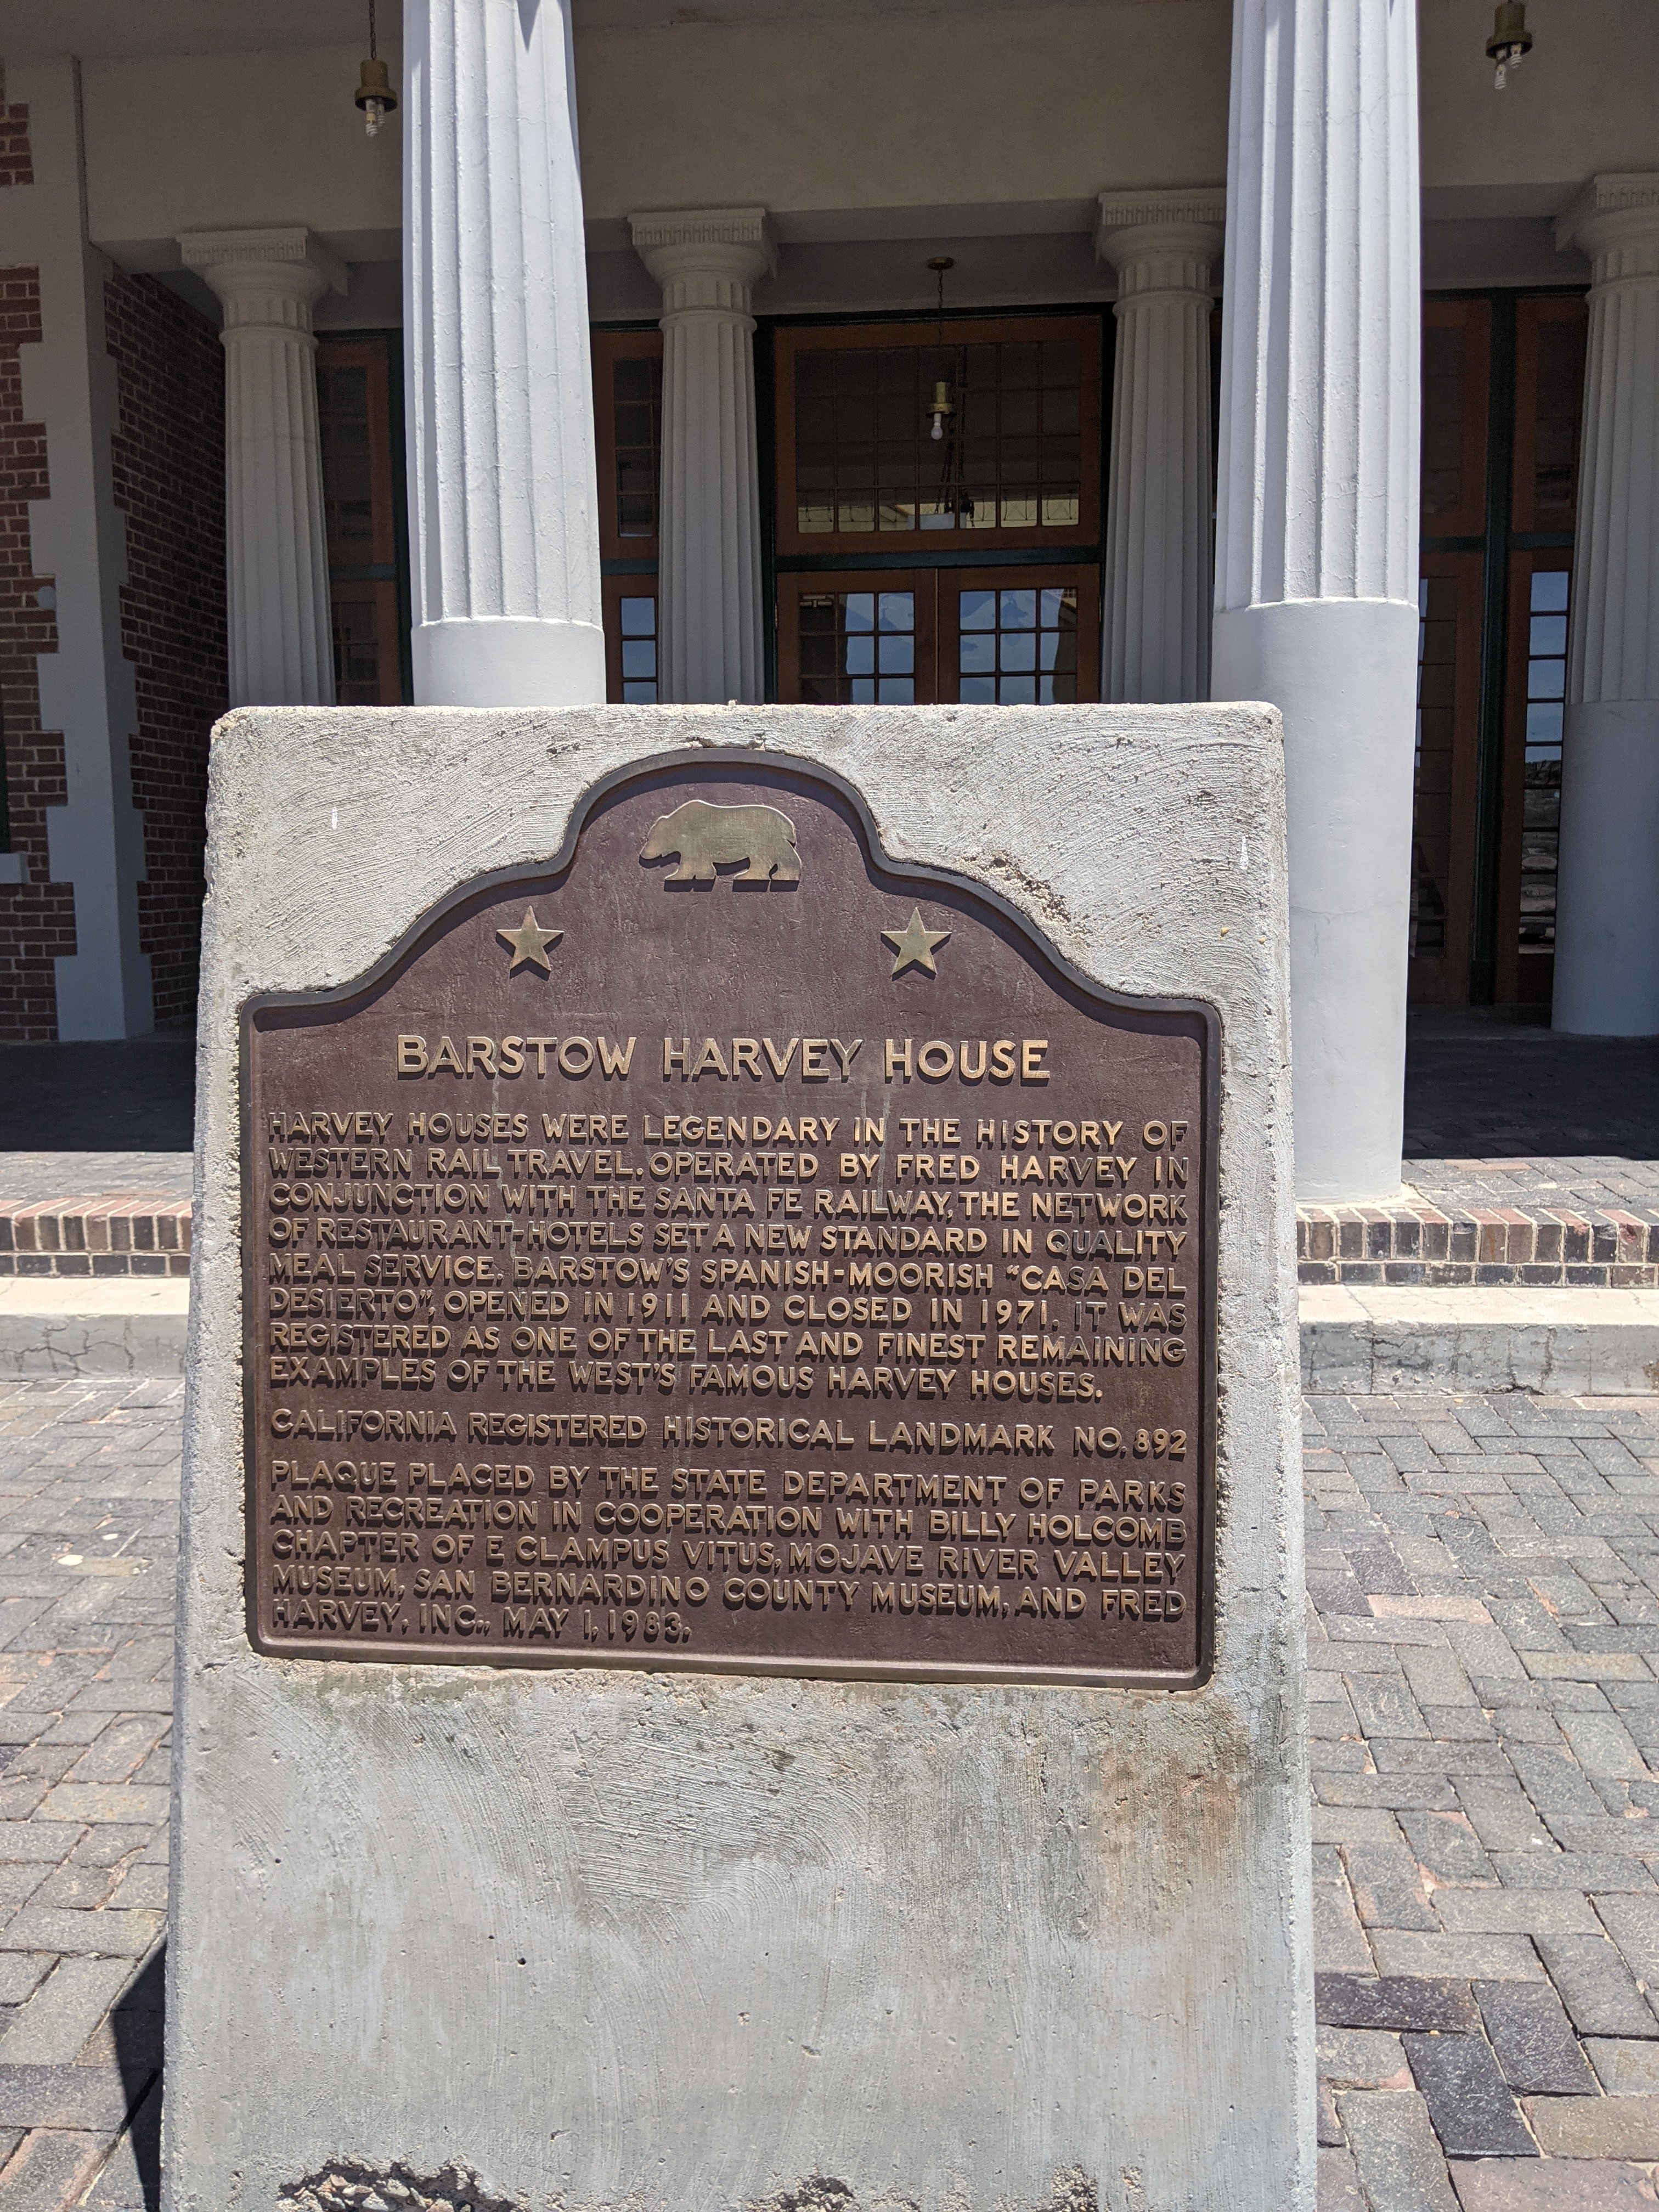 BARSTOW HARVEY HOUSE
HARVEY HOUSES WERE LEGENDARY IN THE HISTORY OF
WESTERN RAIL TRAVEL. OPERATED BY FRED HARVEY IN
CONJUNCTION WITH THE SANTA FE RAILWAY, THE NETWORK
OF RESTAURANT-HOTELS SET A NEW STANDARD IN QUALITY
MEAL SERVICE. BARSTOW'S SPANISH-MOORISH "CASA DEL
DESIERTO", OPENED IN 1911 AND CLOSED IN 1971. IT WAS
REGISTERED AS ONE OF THE LAST AND FINEST REMAINING
EXAMPLES OF THE WEST'S FAMOUS HARVEY HOUSES.
CALIFORNIA REGISTERED HISTORICAL LANDMARK NO. 892
PLAQUE PLACED BY THE STATE DEPARTMENT OF PARKS
AND RECREATION IN COOPERATION WITH BILLY HOLCOMB
CHAPTER OF E CLAMPUS VITUS, MOJAVE RIVER VALLEY
MUSEUM, SAN BERNARDINO COUNTY MUSEUM, AND FRED
HARVEY, INC., MAY 1, 1983.